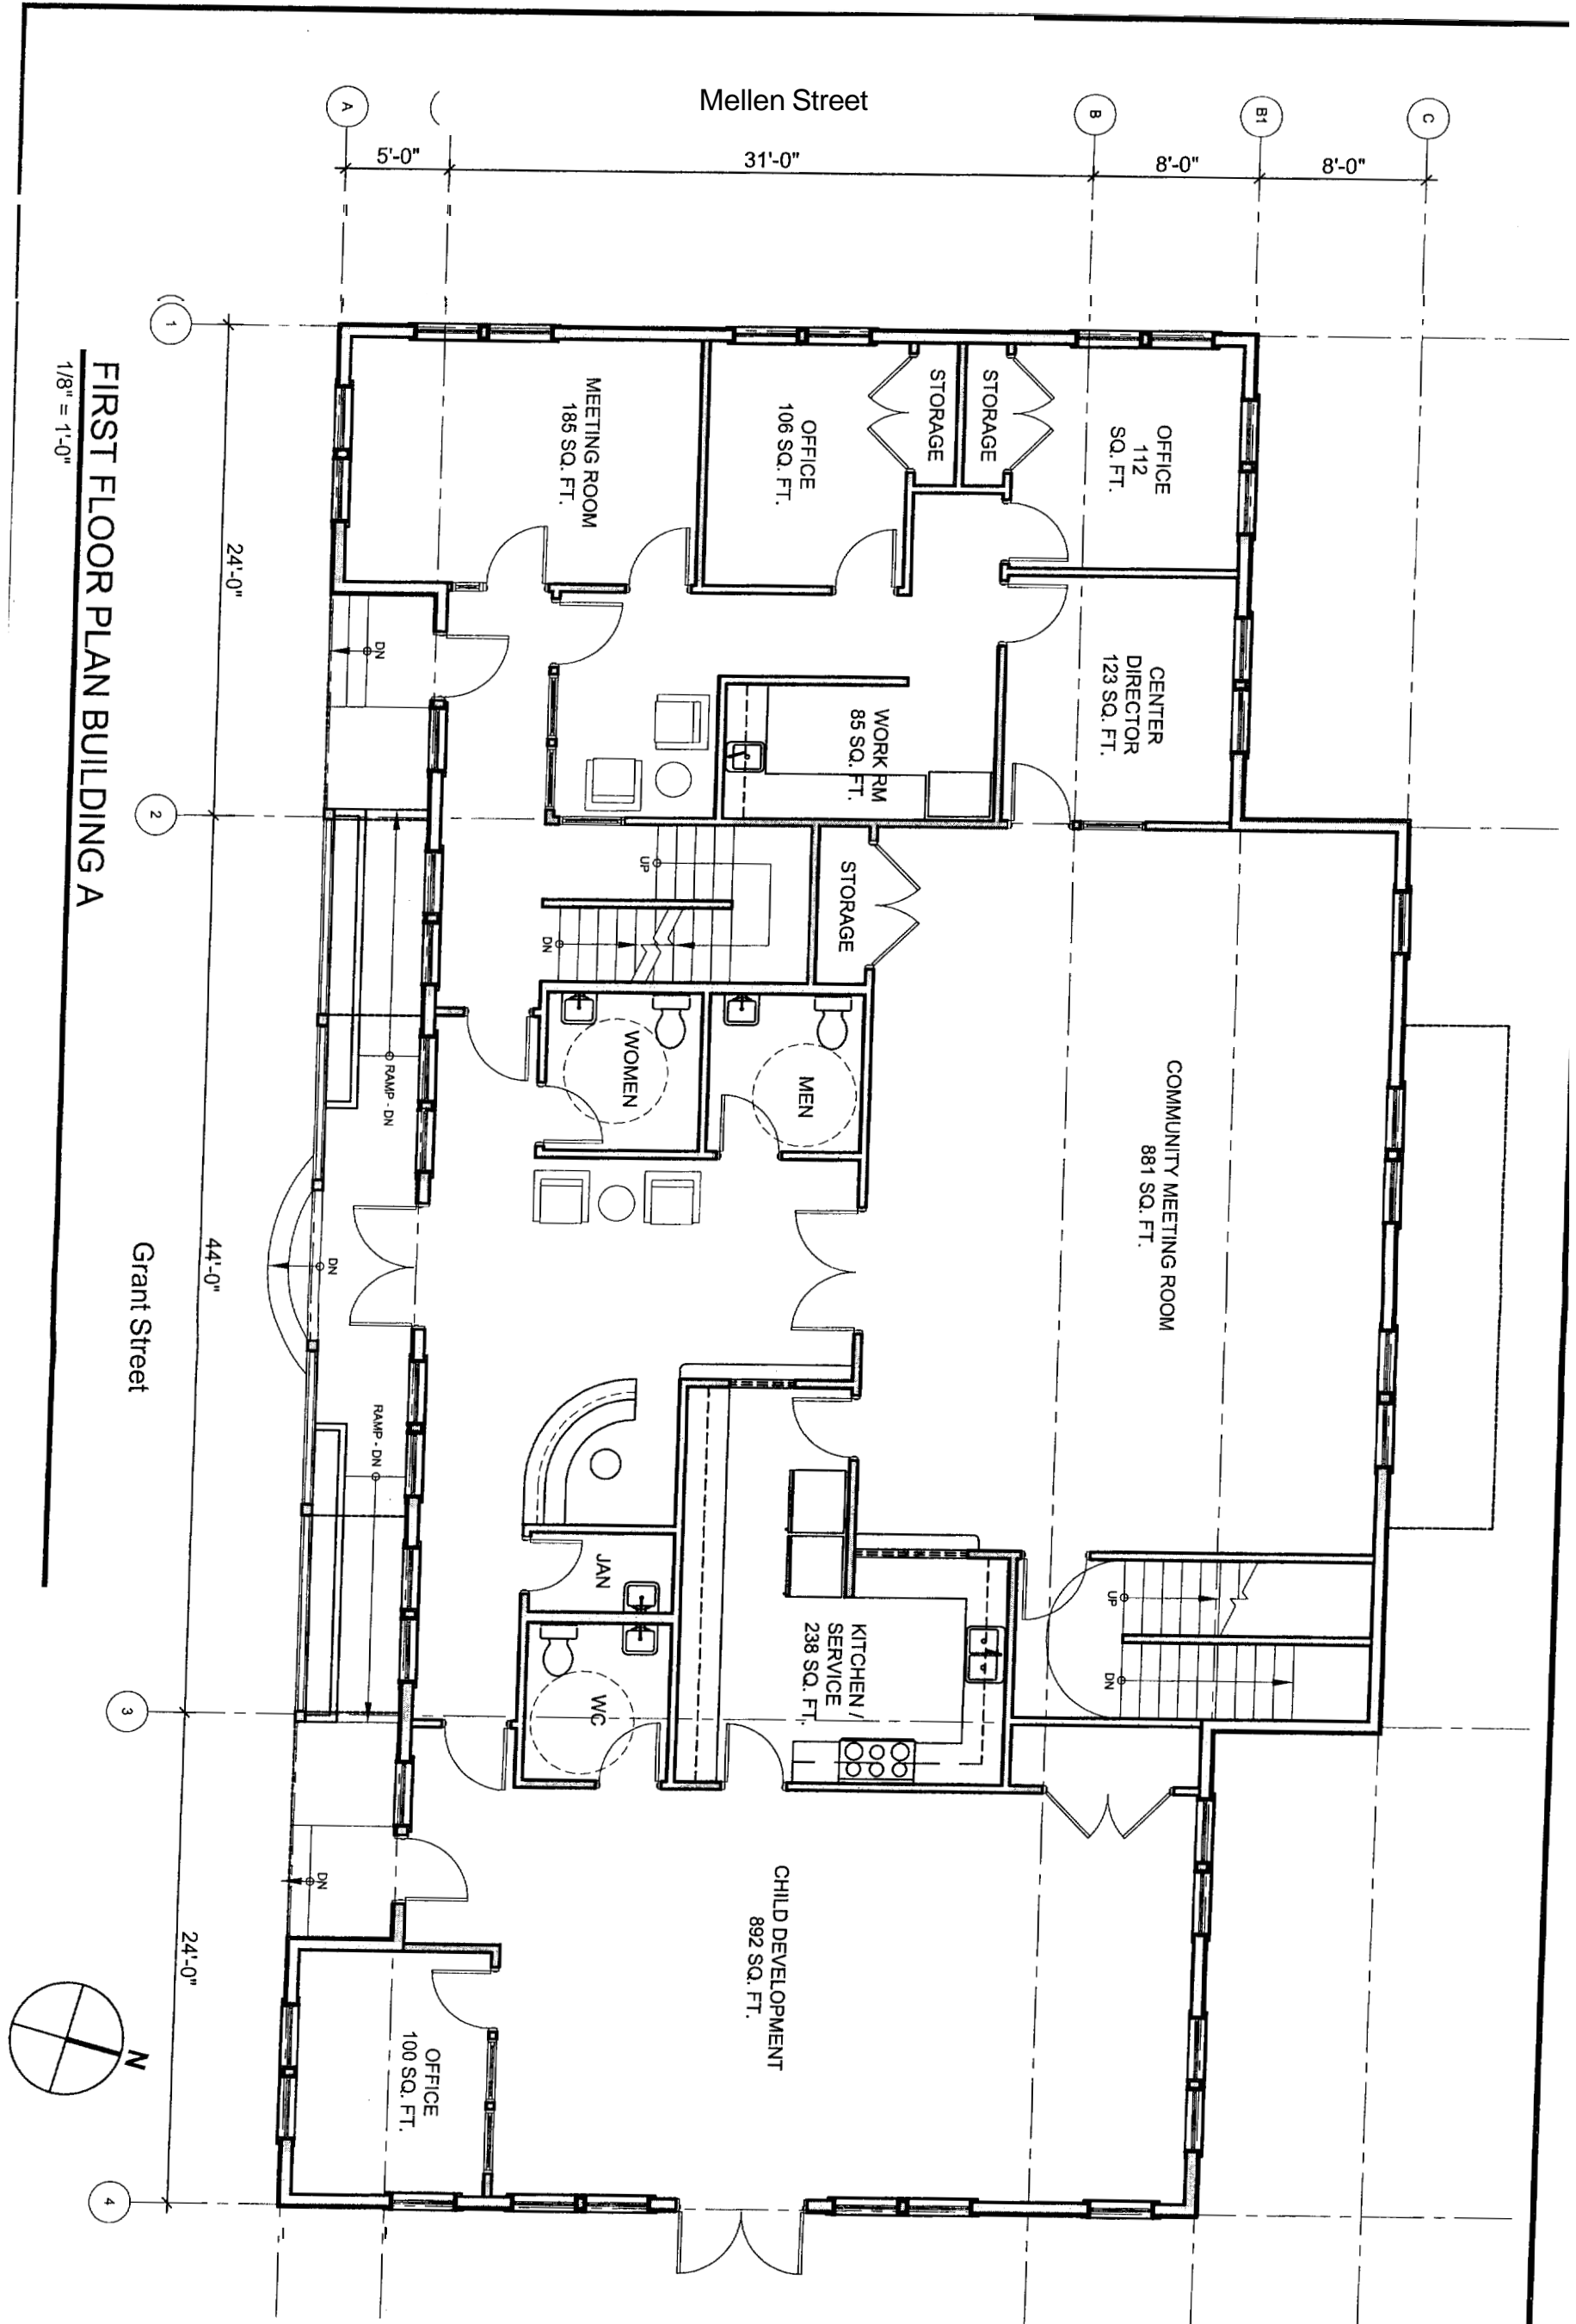 Mellen Street
A
B
B1
C
5'-0"
31'-0"
8'-0"
8'-0"
1
2
3
4
24'-0"
44'-0"
24'-0"
FIRST FLOOR PLAN BUILDING A
1/8" = 1'-0"
Grant Street
N
MEETING ROOM
185 SQ. FT.
OFFICE
106 SQ. FT.
STORAGE
STORAGE
OFFICE
112
SQ. FT.
CENTER
DIRECTOR
123 SQ. FT.
WORK RM
85 SQ. FT.
DN
UP
DN
STORAGE
WOMEN
MEN
COMMUNITY MEETING ROOM
881 SQ. FT.
RAMP - DN
DN
RAMP - DN
JAN
WC
KITCHEN /
SERVICE
238 SQ. FT.
UP
DN
DN
CHILD DEVELOPMENT
892 SQ. FT.
OFFICE
100 SQ. FT.